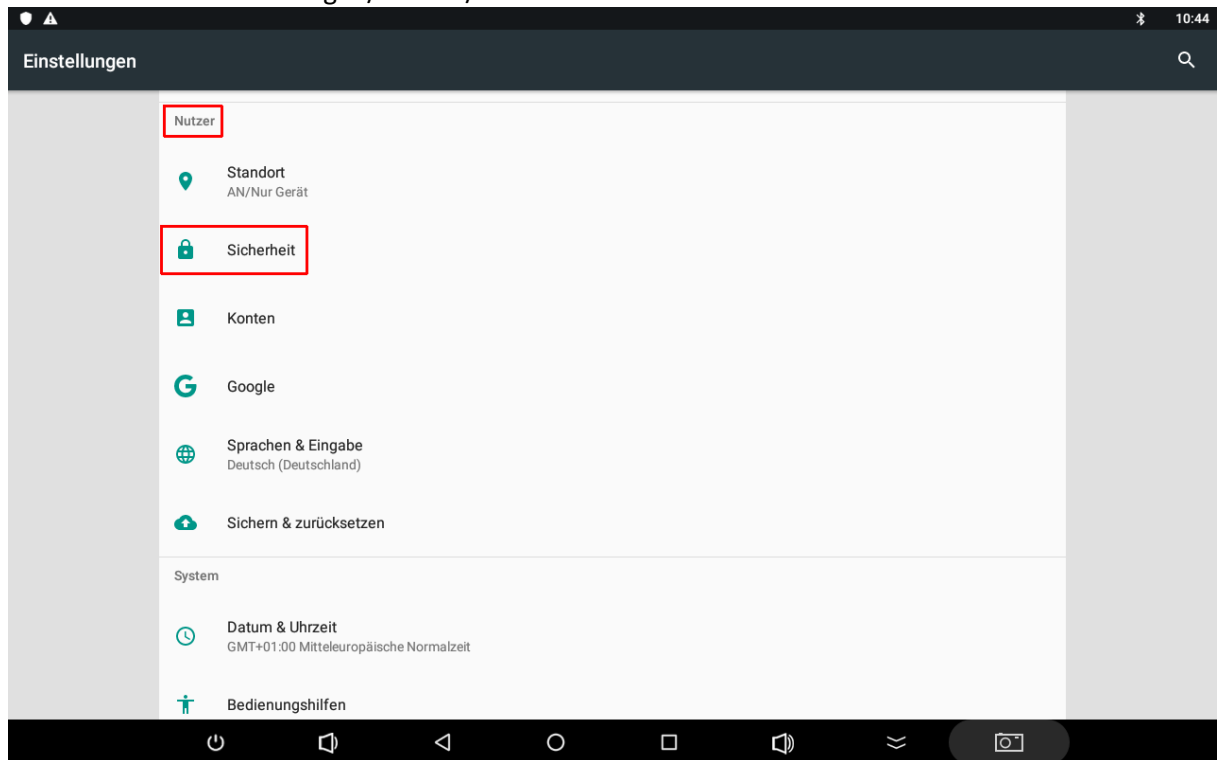 10:44
Einstellungen
Nutzer
Standort
AN/Nur Gerät
Sicherheit
Konten
Google
Sprachen & Eingabe
Deutsch (Deutschland)
Sichern & zurücksetzen
System
Datum & Uhrzeit
GMT+01:00 Mitteleuropäische Normalzeit
Bedienungshilfen